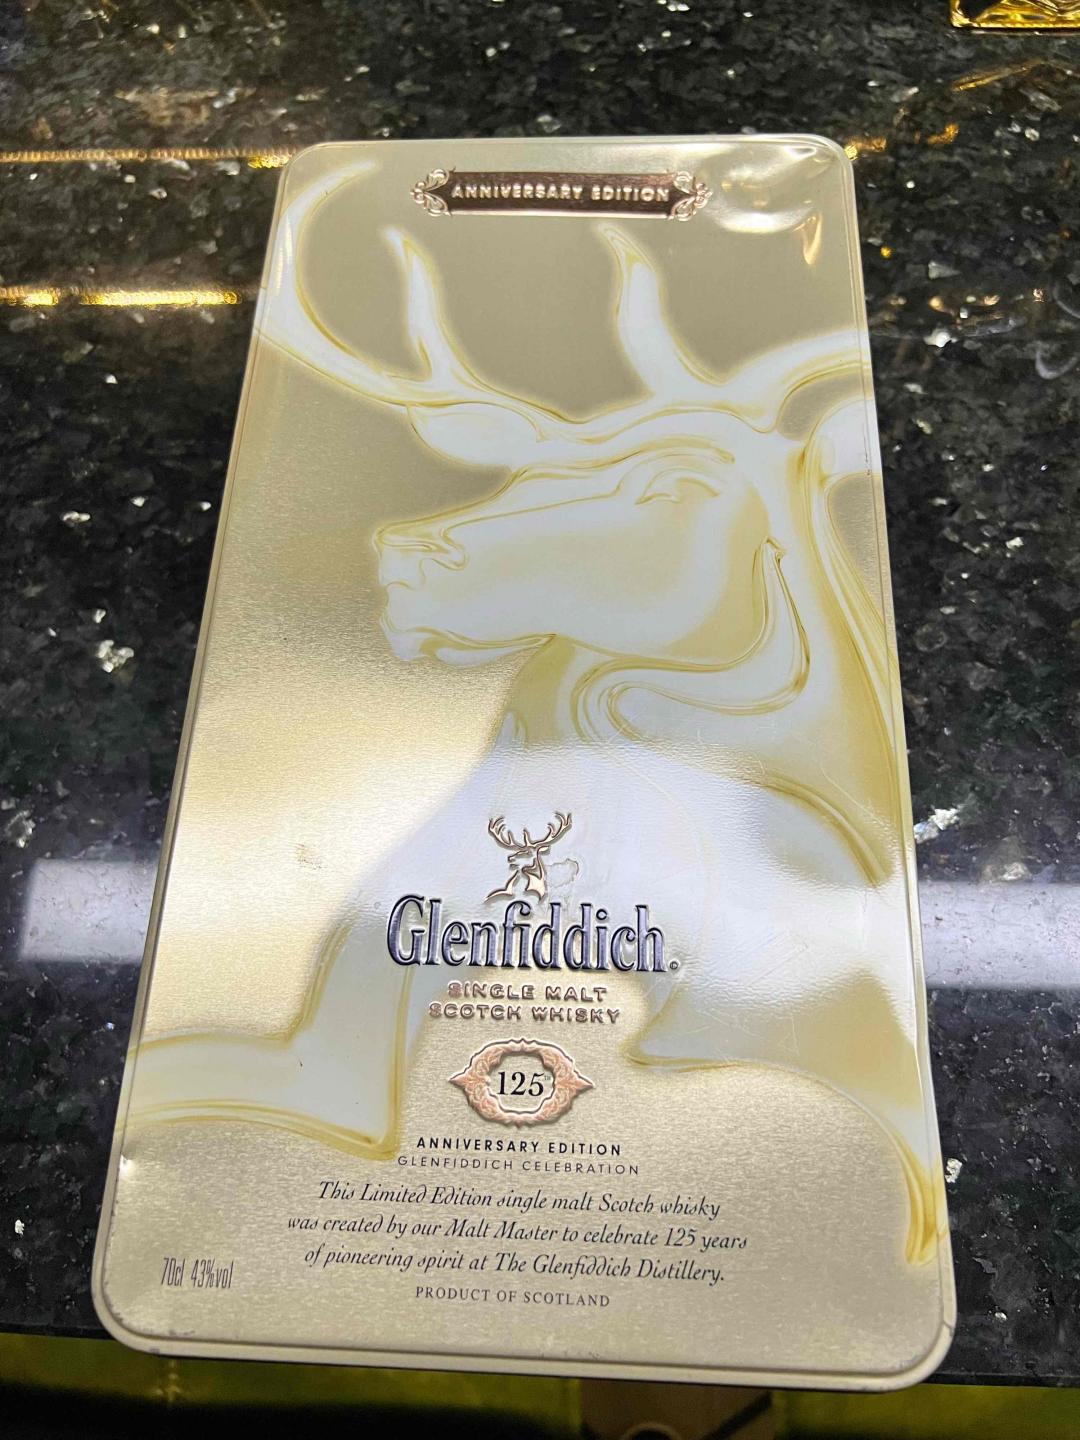 ANNIVERSARY EDITION
Glenfiddich®
SINGLE MALT
SCOTCH WHISKY
125
ANNIVERSARY EDITION
GLENFIDDICH CELEBRATION
This Limited Edition single malt Scotch whisky
was created by our Malt Master to celebrate 125 years
of pioneering spirit at The Glenfiddich Distillery.
70cl 43%vol
PRODUCT OF SCOTLAND